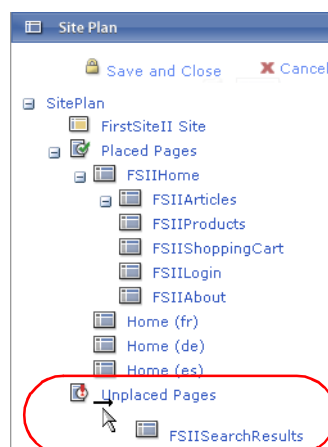 Site Plan
Save and Close Cancel
SitePlan
FirstSiteII Site
Placed Pages
FSIIHome
FSIIArticles
FSIIProducts
FSIIShoppingCart
FSIILogin
FSIIAbout
Home (fr)
Home (de)
Home (es)
Unplaced Pages
FSIISearchResults